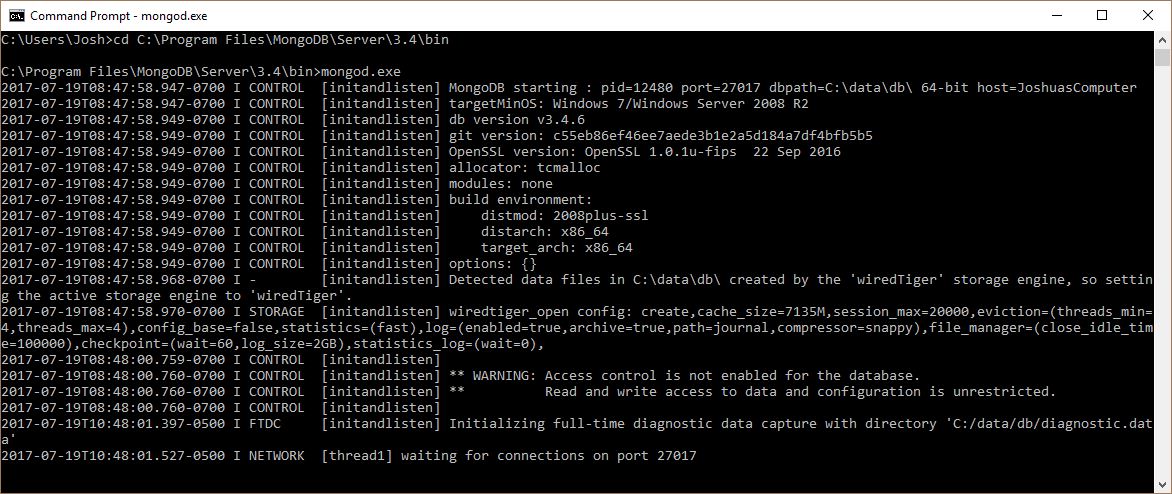 Command Prompt - mongod.exe
C:\Users\Josh>cd C:\Program Files\MongoDB\Server\3.4\bin
C:\Program Files\MongoDB\Server\3.4\bin>mongod.exe
2017-07-19T08:47:58.947-0700 I CONTROL  [initandlisten] MongoDB starting : pid=12480 port=27017 dbpath=C:\data\db\ 64-bit host=JoshuasComputer
2017-07-19T08:47:58.949-0700 I CONTROL  [initandlisten] targetMinOS: Windows 7/Windows Server 2008 R2
2017-07-19T08:47:58.949-0700 I CONTROL  [initandlisten] db version v3.4.6
2017-07-19T08:47:58.949-0700 I CONTROL  [initandlisten] git version: c55eb86ef46ee7aede3b1e2a5d184a7df4bfb5b5
2017-07-19T08:47:58.949-0700 I CONTROL  [initandlisten] OpenSSL version: OpenSSL 1.0.1u-fips  22 Sep 2016
2017-07-19T08:47:58.949-0700 I CONTROL  [initandlisten] allocator: tcmalloc
2017-07-19T08:47:58.949-0700 I CONTROL  [initandlisten] modules: none
2017-07-19T08:47:58.949-0700 I CONTROL  [initandlisten] build environment:
2017-07-19T08:47:58.949-0700 I CONTROL  [initandlisten]     distmod: 2008plus-ssl
2017-07-19T08:47:58.949-0700 I CONTROL  [initandlisten]     distarch: x86_64
2017-07-19T08:47:58.949-0700 I CONTROL  [initandlisten]     target_arch: x86_64
2017-07-19T08:47:58.949-0700 I CONTROL  [initandlisten] options: {}
2017-07-19T08:47:58.968-0700 I -        [initandlisten] Detected data files in C:\data\db\ created by the 'wiredTiger' storage engine, so settin
g the active storage engine to 'wiredTiger'.
2017-07-19T08:47:58.970-0700 I STORAGE  [initandlisten] wiredtiger_open config: create,cache_size=7135M,session_max=20000,eviction=(threads_min=
4,threads_max=4),config_base=false,statistics=(fast),log=(enabled=true,archive=true,path=journal,compressor=snappy),file_manager=(close_idle_tim
e=100000),checkpoint=(wait=60,log_size=2GB),statistics_log=(wait=0),
2017-07-19T08:48:00.759-0700 I CONTROL  [initandlisten]
2017-07-19T08:48:00.760-0700 I CONTROL  [initandlisten] ** WARNING: Access control is not enabled for the database.
2017-07-19T08:48:00.760-0700 I CONTROL  [initandlisten] **          Read and write access to data and configuration is unrestricted.
2017-07-19T08:48:00.760-0700 I CONTROL  [initandlisten]
2017-07-19T10:48:01.397-0500 I FTDC     [initandlisten] Initializing full-time diagnostic data capture with directory 'C:/data/db/diagnostic.dat
a'
2017-07-19T10:48:01.527-0500 I NETWORK  [thread1] waiting for connections on port 27017